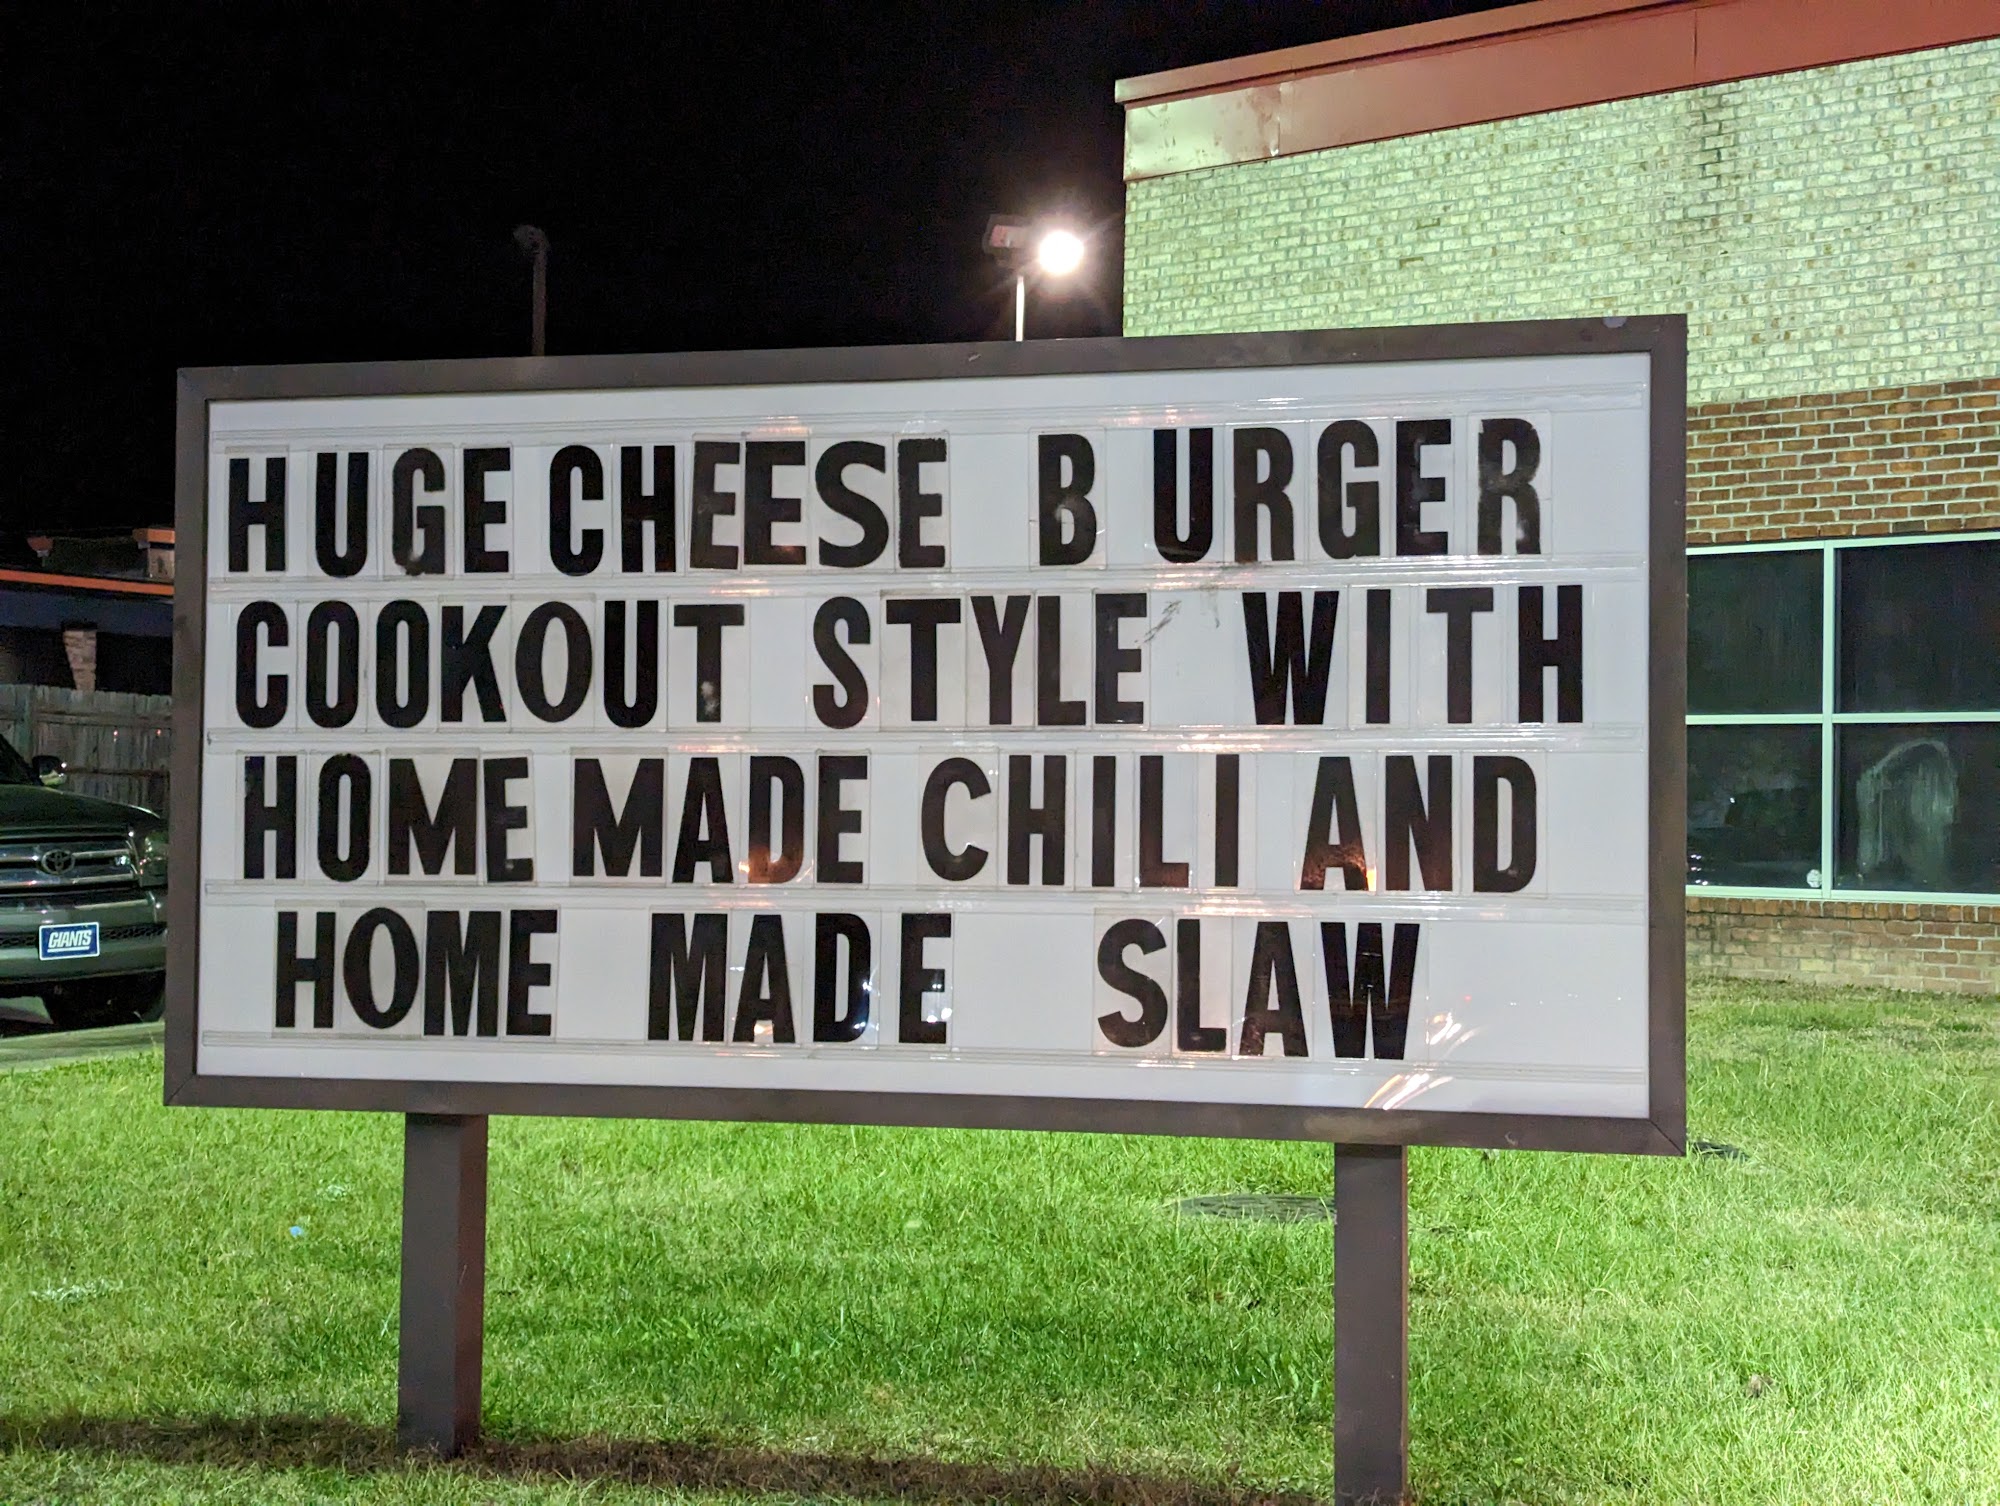 HUGE CHEESE BURGER
COOKOUT STYLE WITH
HOME MADE CHILI AND
HOME MADE SLAW
GIANTS